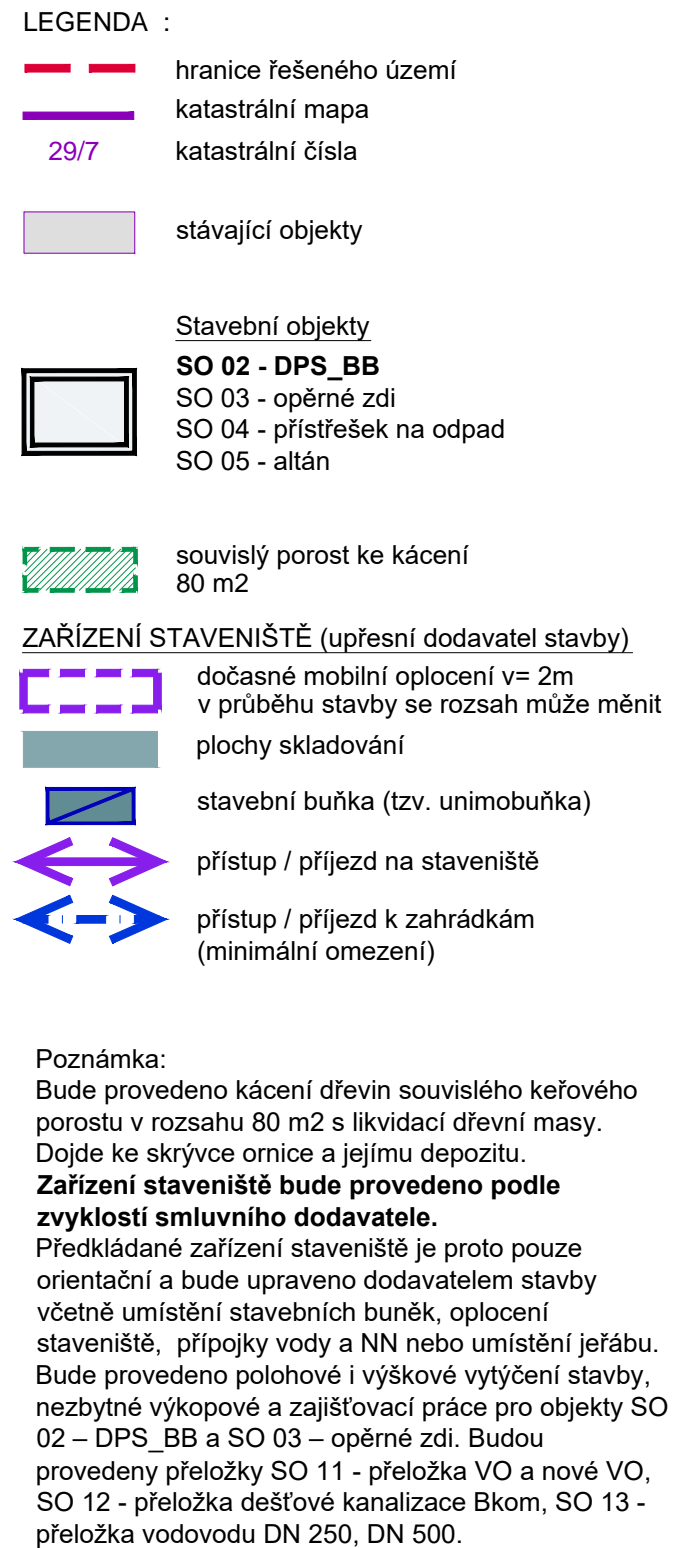 LEGENDA :
hranice řešeného území
katastrální mapa
29/7 katastrální čísla
stávající objekty
Stavební objekty
SO 02 - DPS_BB
SO 03 - opěrné zdi
SO 04 - přístřešek na odpad
SO 05 - altán
souvislý porost ke kácení
80 m2
ZAŘÍZENÍ STAVENIŠTĚ (upřesní dodavatel stavby)
dočasné mobilní oplocení v= 2m
v průběhu stavby se rozsah může měnit
plochy skladování
stavební buňka (tzv. unimobuňka)
přístup / příjezd na staveniště
přístup / příjezd k zahrádkám
(minimální omezení)
Poznámka:
Bude provedeno kácení dřevin souvislého keřového
porostu v rozsahu 80 m2 s likvidací dřevní masy.
Dojde ke skrývce ornice a jejímu depozitu.
Zařízení staveniště bude provedeno podle
zvyklostí smluvního dodavatele.
Předkládané zařízení staveniště je proto pouze
orientační a bude upraveno dodavatelem stavby
včetně umístění stavebních buněk, oplocení
staveniště, přípojky vody a NN nebo umístění jeřábu.
Bude provedeno polohové i výškové vytýčení stavby,
nezbytné výkopové a zajišťovací práce pro objekty SO
02 – DPS_BB a SO 03 – opěrné zdi. Budou
provedeny přeložky SO 11 - přeložka VO a nové VO,
SO 12 - přeložka dešťové kanalizace Bkom, SO 13 -
přeložka vodovodu DN 250, DN 500.